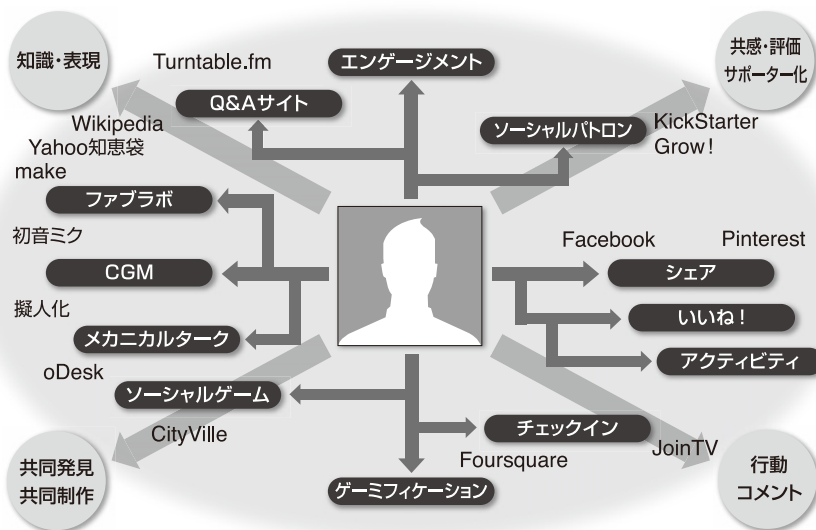 知識・表現
Turntable.fm
エンゲージメント
共感・評価
サポーター化
Q&Aサイト
Wikipedia
Yahoo知恵袋
make
ソーシャルパトロン
KickStarter
Grow!
ファブラボ
初音ミク
CGM
擬人化
メカニカルターク
oDesk
Facebook
Pinterest
シェア
いいね!
アクティビティ
ソーシャルゲーム
CityVille
チェックイン
Foursquare
JoinTV
ゲーミフィケーション
共同発見
共同制作
行動
コメント